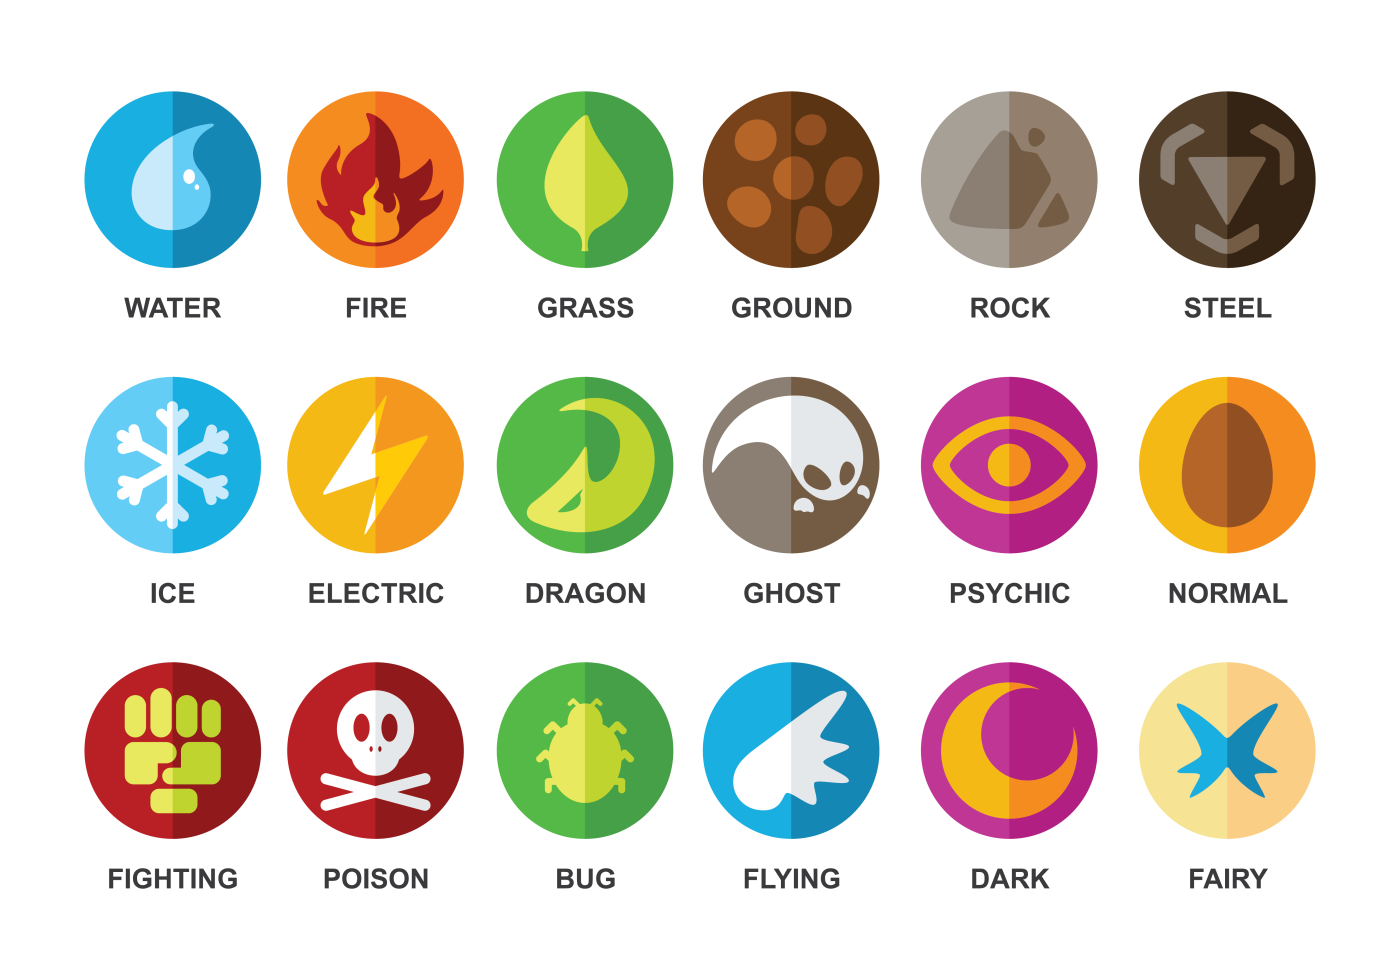 WATER FIRE GRASS GROUND ROCK STEEL
ICE ELECTRIC DRAGON GHOST PSYCHIC NORMAL
FIGHTING POISON BUG FLYING DARK FAIRY